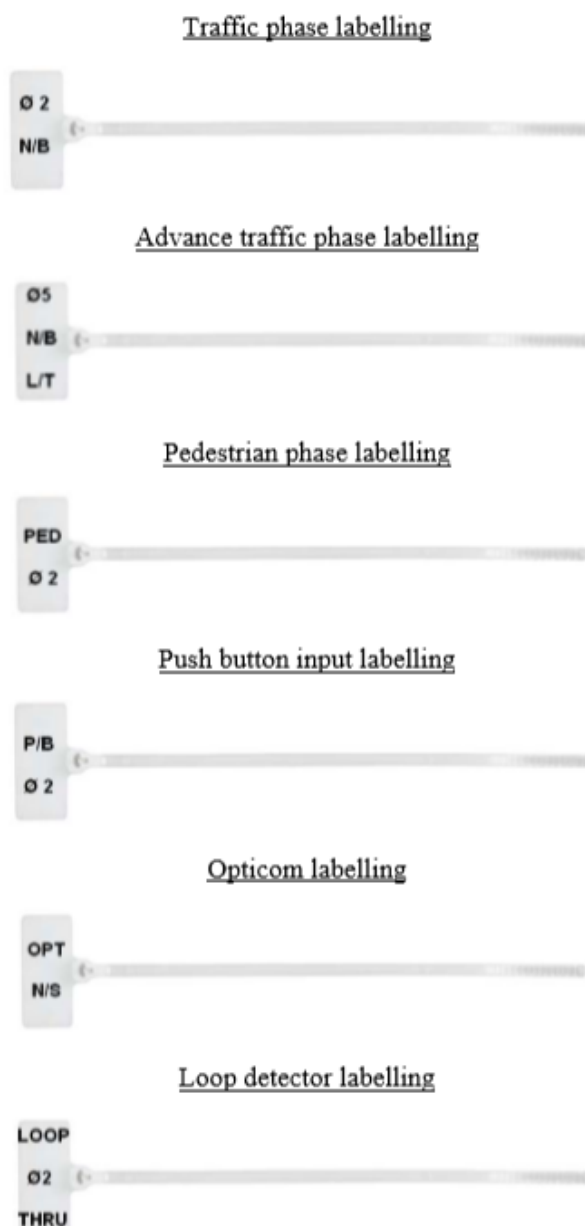 Traffic phase labelling
Ø 2
N/B
Advance traffic phase labelling
Ø5
N/B
L/T
Pedestrian phase labelling
PED
Ø 2
Push button input labelling
P/B
Ø 2
Opticom labelling
OPT
N/S
Loop detector labelling
LOOP
Ø2
THRU